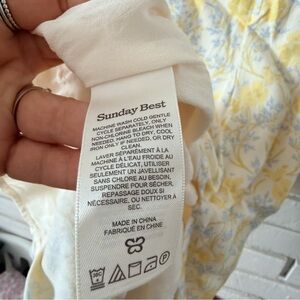 Sunday Best
MACHINE WASH COLD GENTLE
CYCLE SEPARATELY, ONLY
NON-CHLORINE BLEACH WHEN
NEEDED. HANG TO DRY, COOL
IRON ONLY IF NEEDED, OR DRY
CLEAN.
LAVER SÉPARÉMENT À LA
MACHINE À L'EAU FROIDE AU
CYCLE DÉLICAT, UTILISER
SEULEMENT UN JAVELLISANT
SANS CHLORE AU BESOIN,
SUSPENDRE POUR SÉCHER,
REPASSAGE DOUX SI
NÉCESSAIRE, OU NETTOYER À
SEC.
MADE IN CHINA
FABRIQUÉ EN CHINE